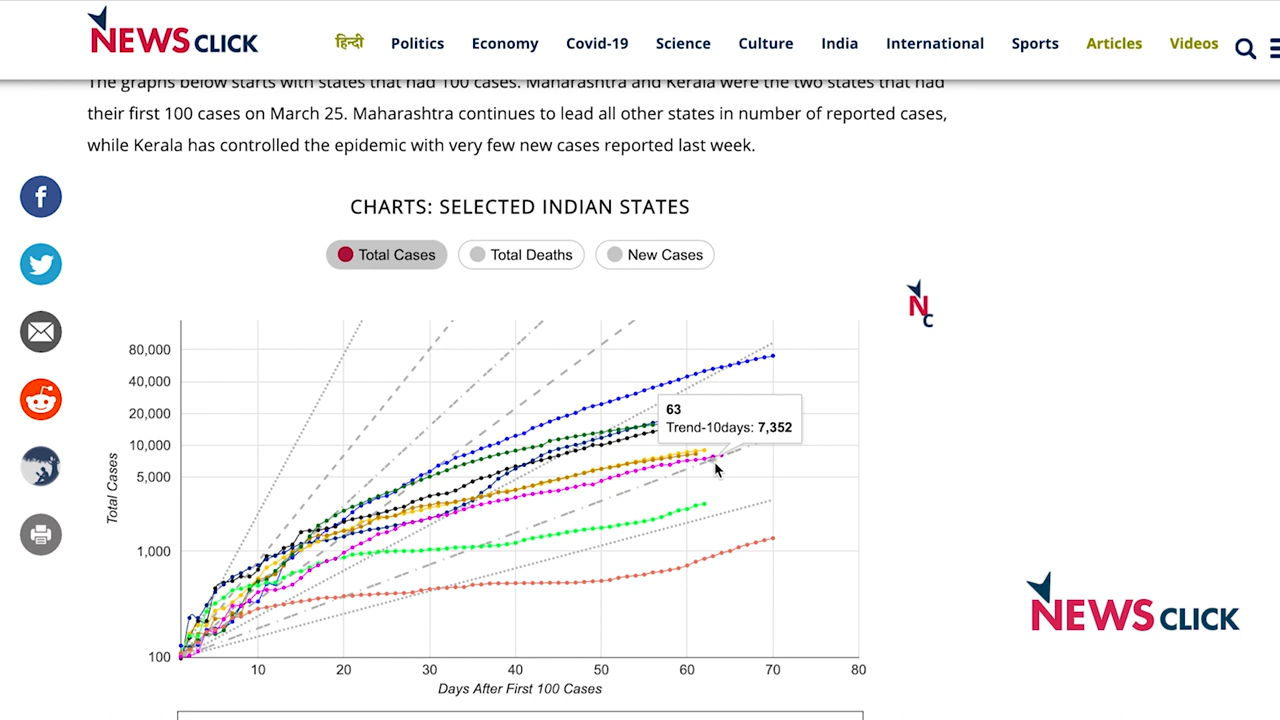 NEWS CLICK
हिन्दी Politics Economy Covid-19 Science Culture India International Sports Articles Videos
The graphs below starts with states that had 100 cases. Maharashtra and Kerala were the two states that had
their first 100 cases on March 25. Maharashtra continues to lead all other states in number of reported cases,
while Kerala has controlled the epidemic with very few new cases reported last week.
CHARTS: SELECTED INDIAN STATES
Total Cases Total Deaths New Cases
NC
80,000
40,000
20,000
10,000
5,000
1,000
100
Total Cases
63
Trend-10days: 7,352
10 20 30 40 50 60 70 80
Days After First 100 Cases
NEWS CLICK